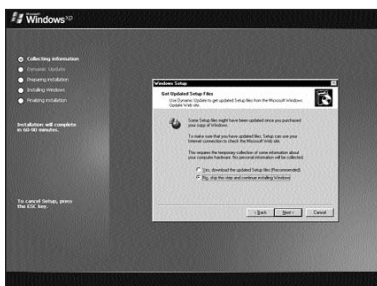 Microsoft
Windows xp
Collecting information
Dynamic Update
Preparing installation
Installing Windows
Finalizing installation
Installation will complete
in 60-90 minutes.
To cancel Setup, press
the ESC key.
Windows Setup
Get Updated Setup Files
Use Dynamic Update to get updated Setup files from the Microsoft Windows
Update Web site.
Some Setup files might have been updated since you purchased
your copy of Windows.
To make sure that you have updated files, Setup can use your
Internet connection to check the Microsoft Web site.
This requires the temporary collection of some information about
your computer hardware. No personal information will be collected.
Yes, download the updated Setup files (Recommended)
No, skip this step and continue installing Windows
< Back
Next >
Cancel